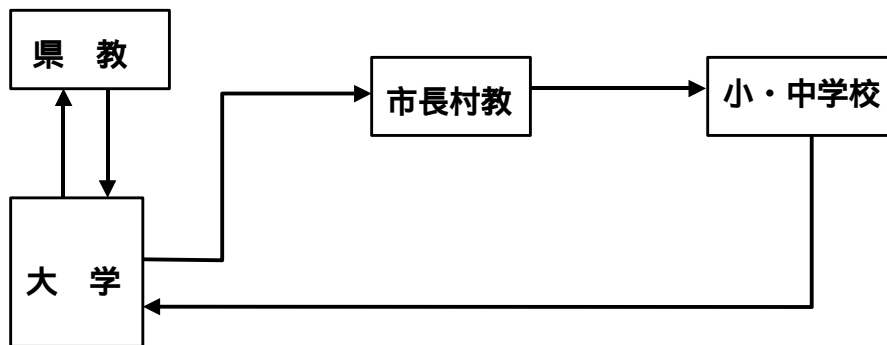 県　教
市長村教
小・中学校
大　学